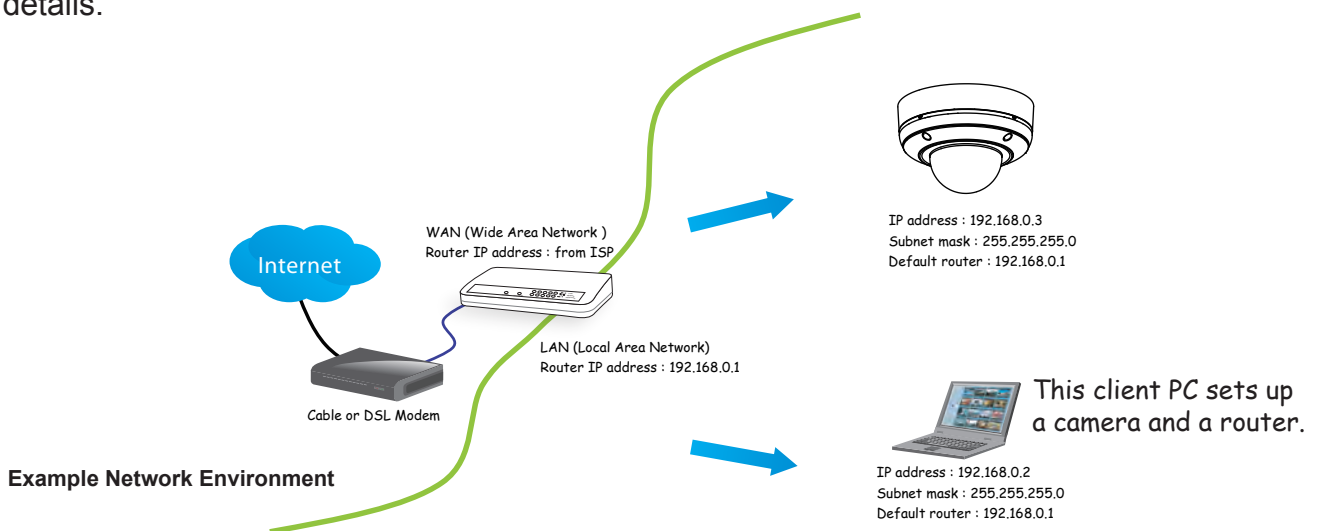 details.
WAN (Wide Area Network )
Router IP address : from ISP
Internet
LAN (Local Area Network)
Router IP address : 192.168.0.1
Cable or DSL Modem
IP address : 192.168.0.3
Subnet mask : 255.255.255.0
Default router : 192.168.0.1
This client PC sets up
a camera and a router.
IP address : 192.168.0.2
Subnet mask : 255.255.255.0
Default router : 192.168.0.1
Example Network Environment